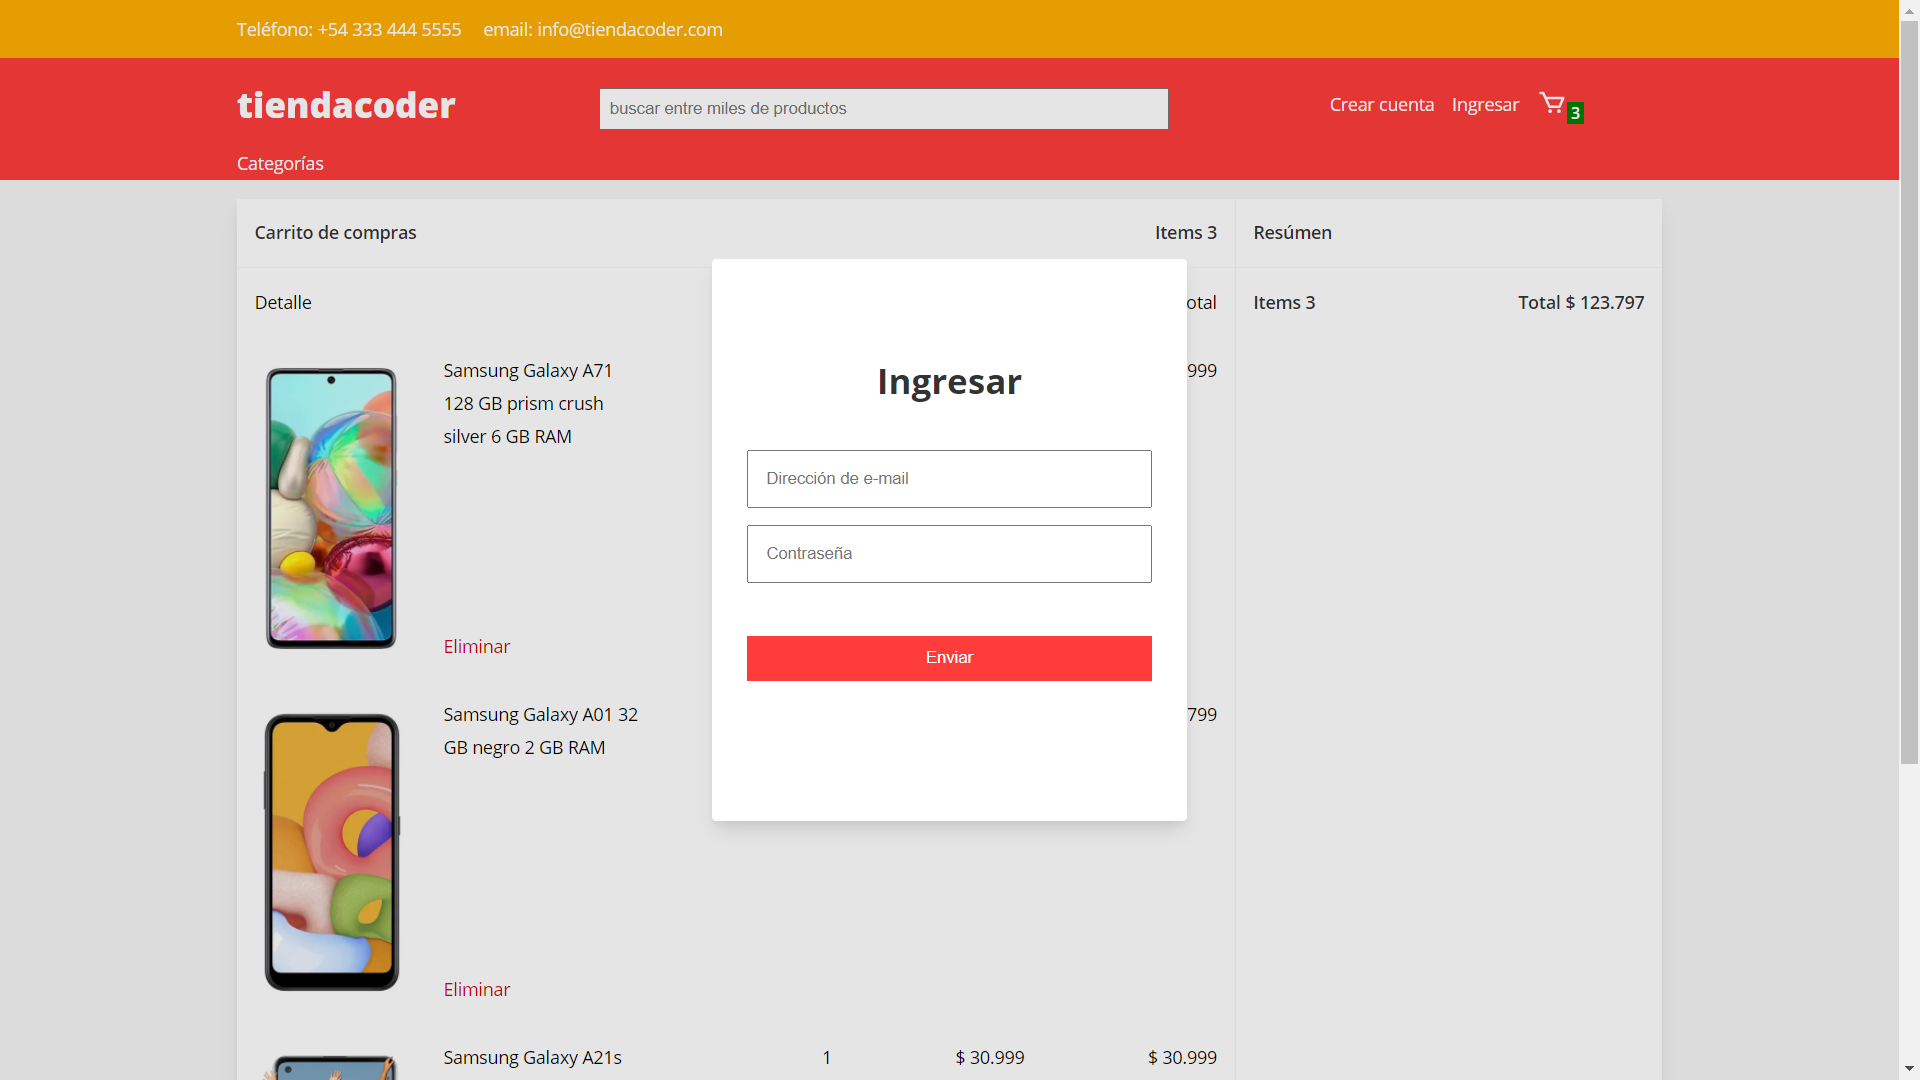 Teléfono: +54 333 444 5555 email: info@tiendacoder.com
tiendacoder
buscar entre miles de productos
Crear cuenta Ingresar 3
Categorías
Carrito de compras Items 3 Resúmen
Detalle otal Items 3 Total $ 123.797
Samsung Galaxy A71 999
128 GB prism crush
silver 6 GB RAM
Eliminar
Ingresar
Dirección de e-mail
Contraseña
Enviar
Samsung Galaxy A01 32 799
GB negro 2 GB RAM
Eliminar
Samsung Galaxy A21s 1 $ 30.999 $ 30.999